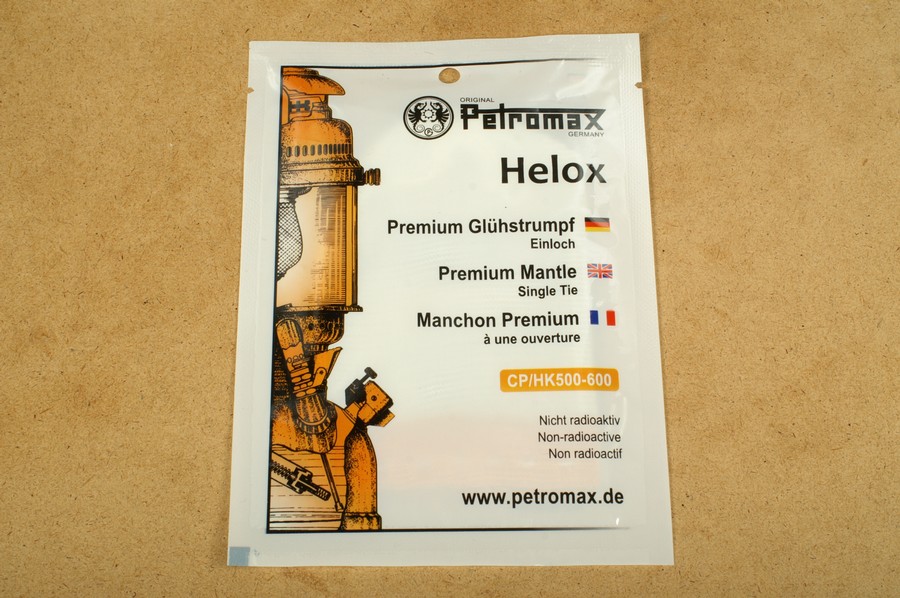 ORIGINAL
Petromax
GERMANY
Helox
Premium Glühstrumpf
Einloch
Premium Mantle
Single Tie
Manchon Premium
à une ouverture
CP/HK500-600
Nicht radioaktiv
Non-radioactive
Non radioactif
www.petromax.de